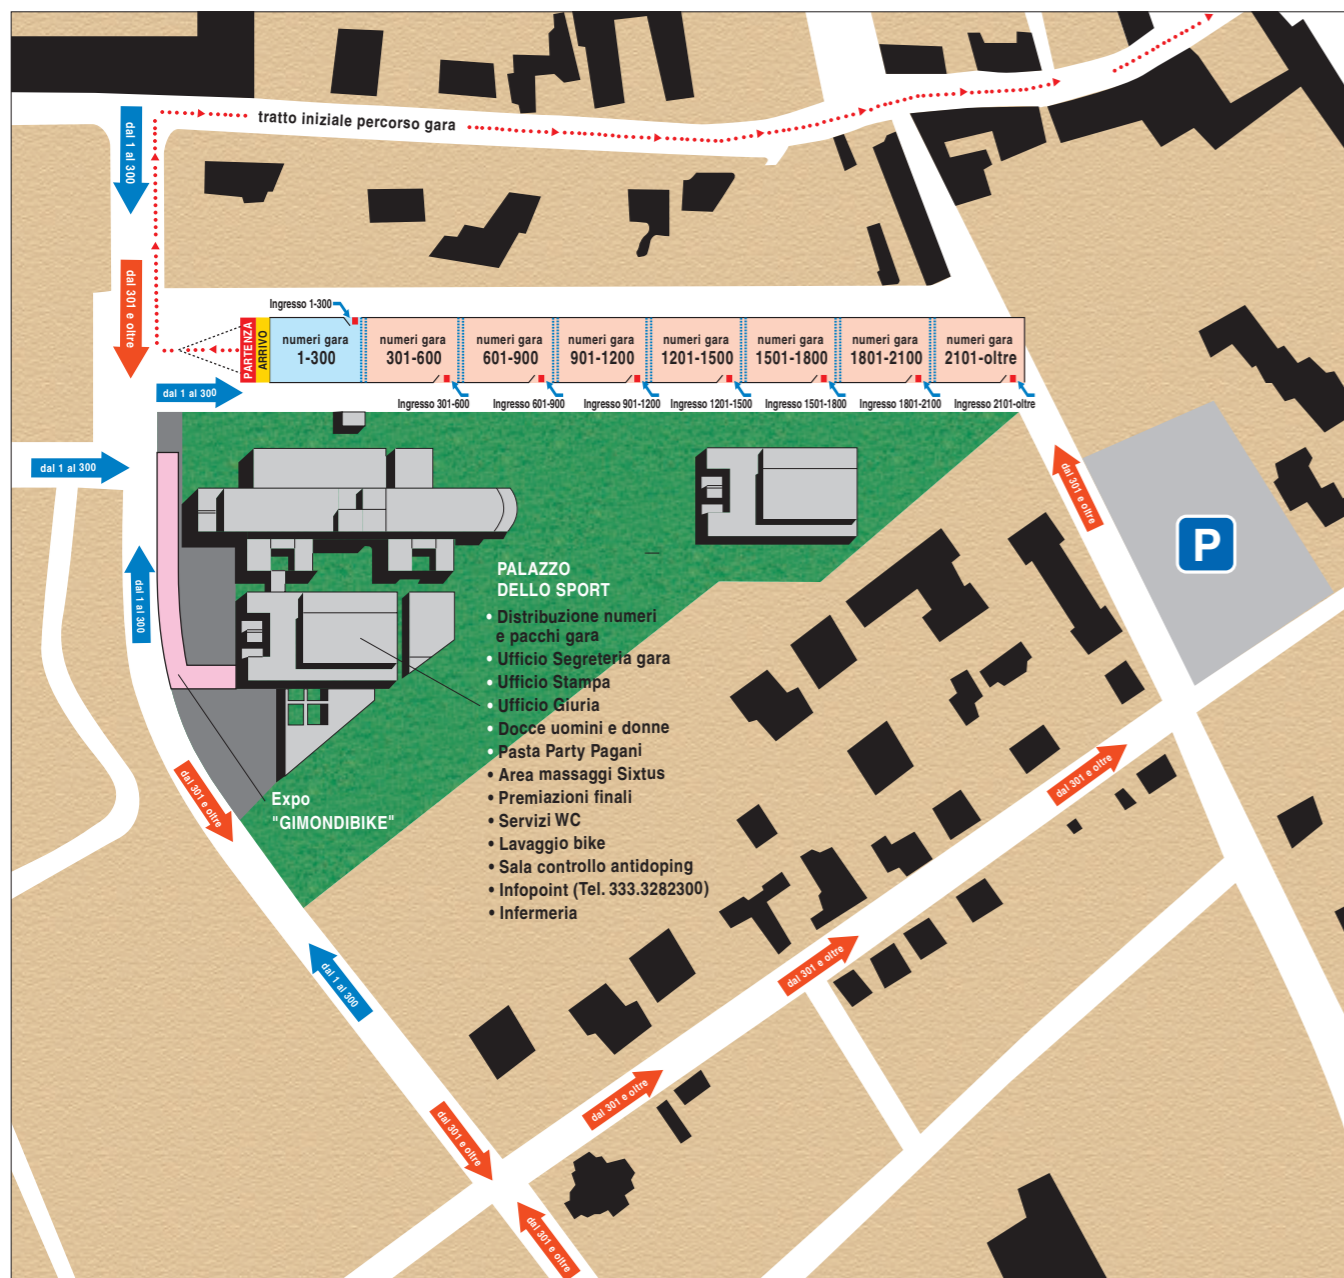 tratto iniziale percorso gara
dal 1 al 300
dal 301 e oltre
Ingresso 1-300
PARTENZA
ARRIVO
numeri gara
1-300
numeri gara
301-600
numeri gara
601-900
numeri gara
901-1200
numeri gara
1201-1500
numeri gara
1501-1800
numeri gara
1801-2100
numeri gara
2101-oltre
dal 1 al 300
Ingresso 301-600
Ingresso 601-900
Ingresso 901-1200
Ingresso 1201-1500
Ingresso 1501-1800
Ingresso 1801-2100
Ingresso 2101-oltre
dal 1 al 300
dal 301 e oltre
P
dal 1 al 300
PALAZZO
DELLO SPORT
• Distribuzione numeri
e pacchi gara
• Ufficio Segreteria gara
• Ufficio Stampa
• Ufficio Giuria
• Docce uomini e donne
• Pasta Party Pagani
• Area massaggi Sixtus
• Premiazioni finali
• Servizi WC
• Lavaggio bike
• Sala controllo antidoping
• Infopoint (Tel. 333.3282300)
• Infermeria
dal 301 e oltre
Expo
"GIMONDIBIKE"
dal 301 e oltre
dal 301 e oltre
dal 1 al 300
dal 301 e oltre
dal 301 e oltre
dal 301 e oltre